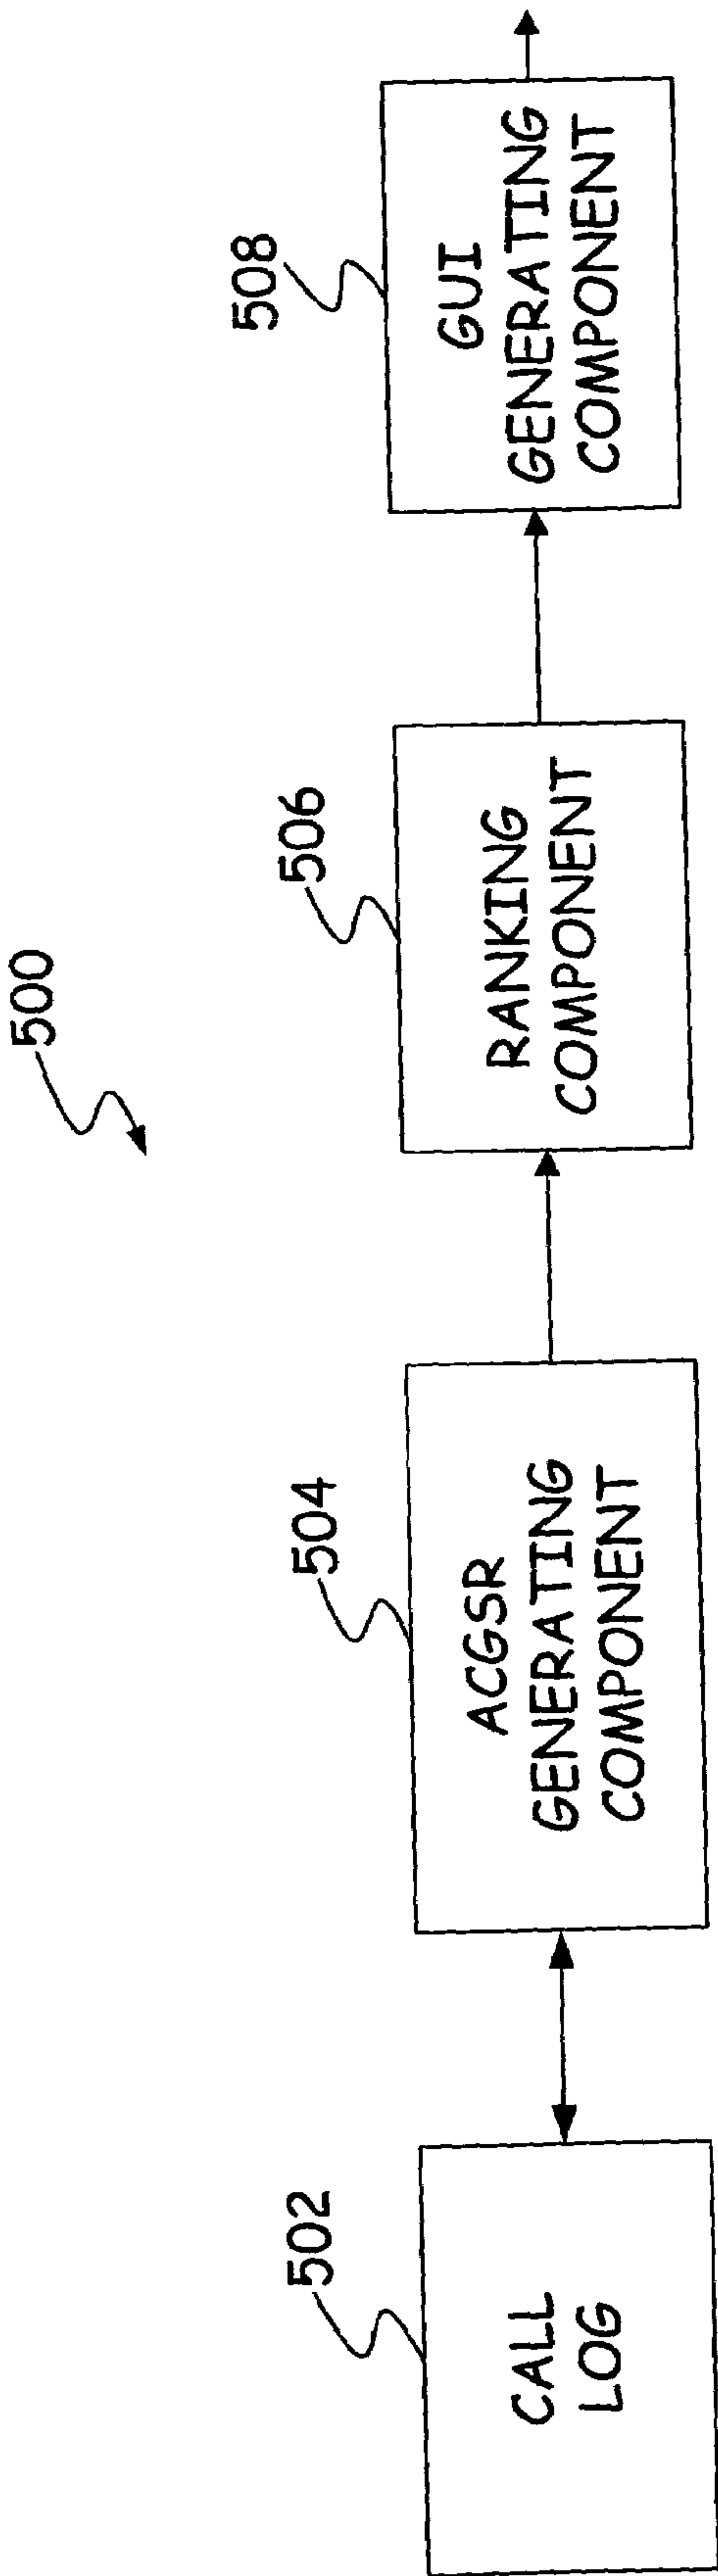 500
502
CALL
LOG
504
ACGSR
GENERATING
COMPONENT
506
RANKING
COMPONENT
508
GUI
GENERATING
COMPONENT